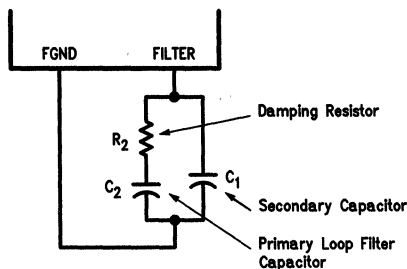 FGND FILTER
Damping Resistor
R2
C2 C1
Secondary Capacitor
Primary Loop Filter
Capacitor